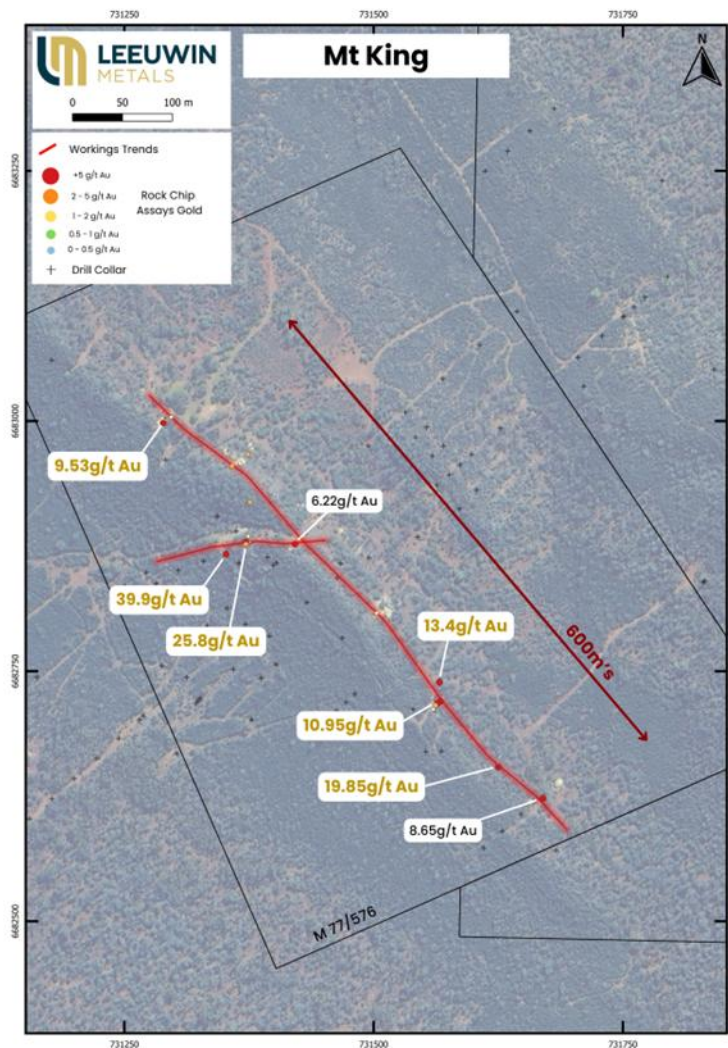 731250
731500
731750
LEEUWIN
METALS
Mt King
N
0 50 100 m
Workings Trends
+5 g/t Au
2 - 5 g/t Au
1 - 2 g/t Au
0.5 - 1 g/t Au
0 - 0.5 g/t Au
Rock Chip
Assays Gold
Drill Collar
6683250
6683000
6682750
6682500
9.53g/t Au
6.22g/t Au
39.9g/t Au
25.8g/t Au
13.4g/t Au
600m's
10.95g/t Au
19.85g/t Au
8.65g/t Au
M 77/576
731250
731500
731750